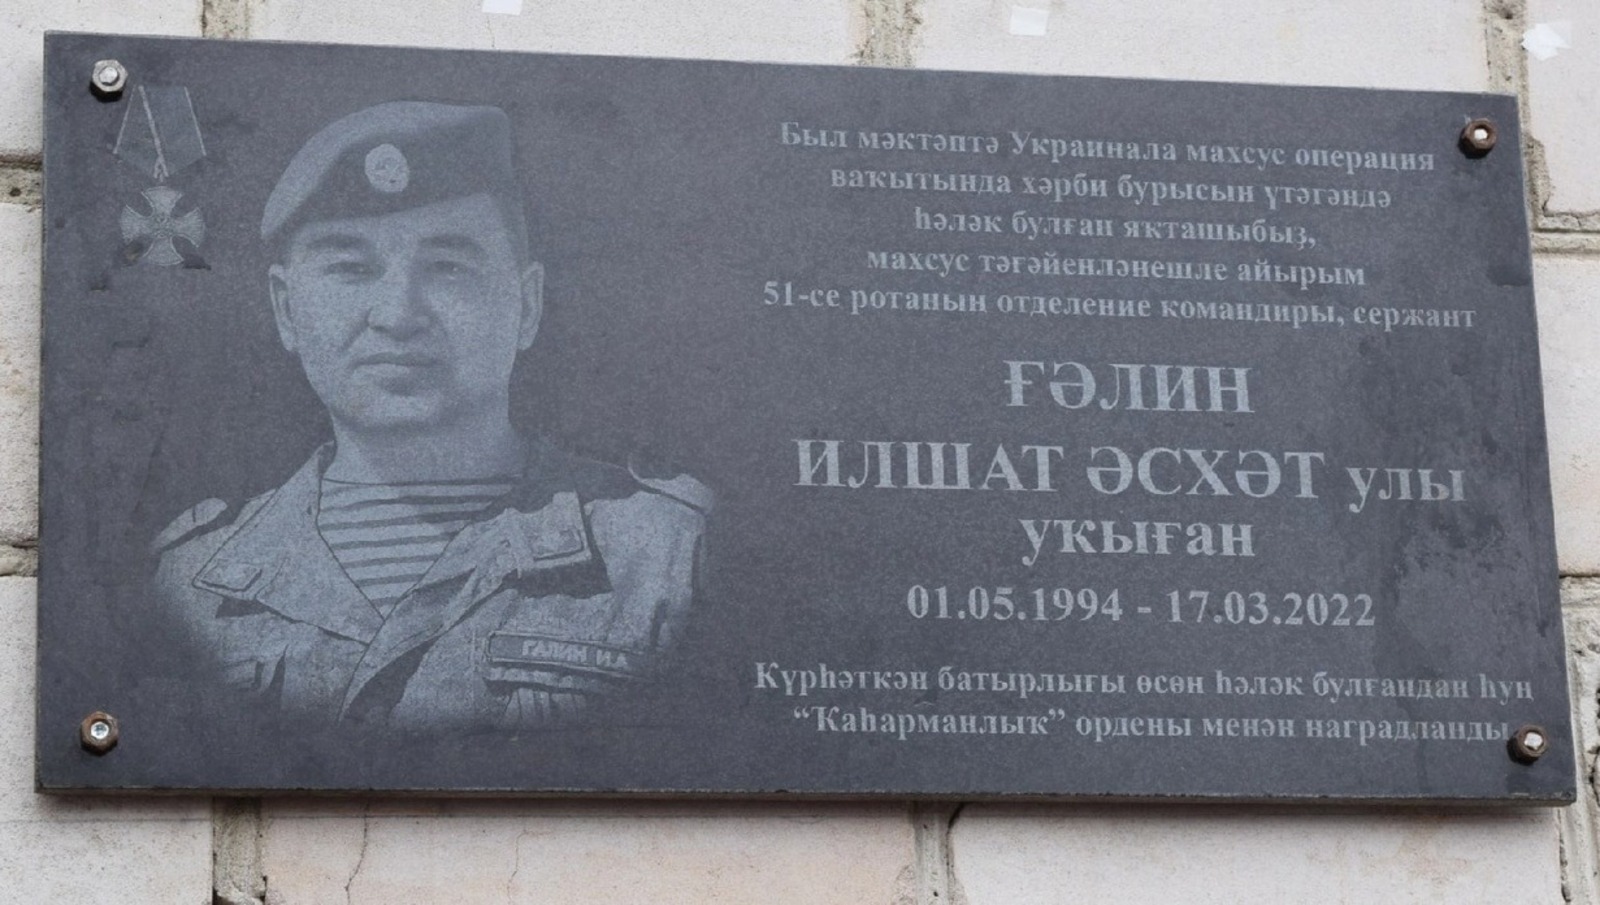 Был мәктәптә Украинала махсус операция
ваҡытында хәрби бурысын үтәгәндә
һәләк булған яҡташыбыҙ,
махсус тәғәйенләнешле айырым
51-се ротаның отделение командиры, сержант
ҒӘЛИН
ИЛШАТ ӘСХӘТ улы
уҡыған
01.05.1994 - 17.03.2022
Күрһәткән батырлығы өсөн һәләк булғандан һуң
“Ҡаһарманлыҡ” ордены менән наградланды
ГАЛИН И.А